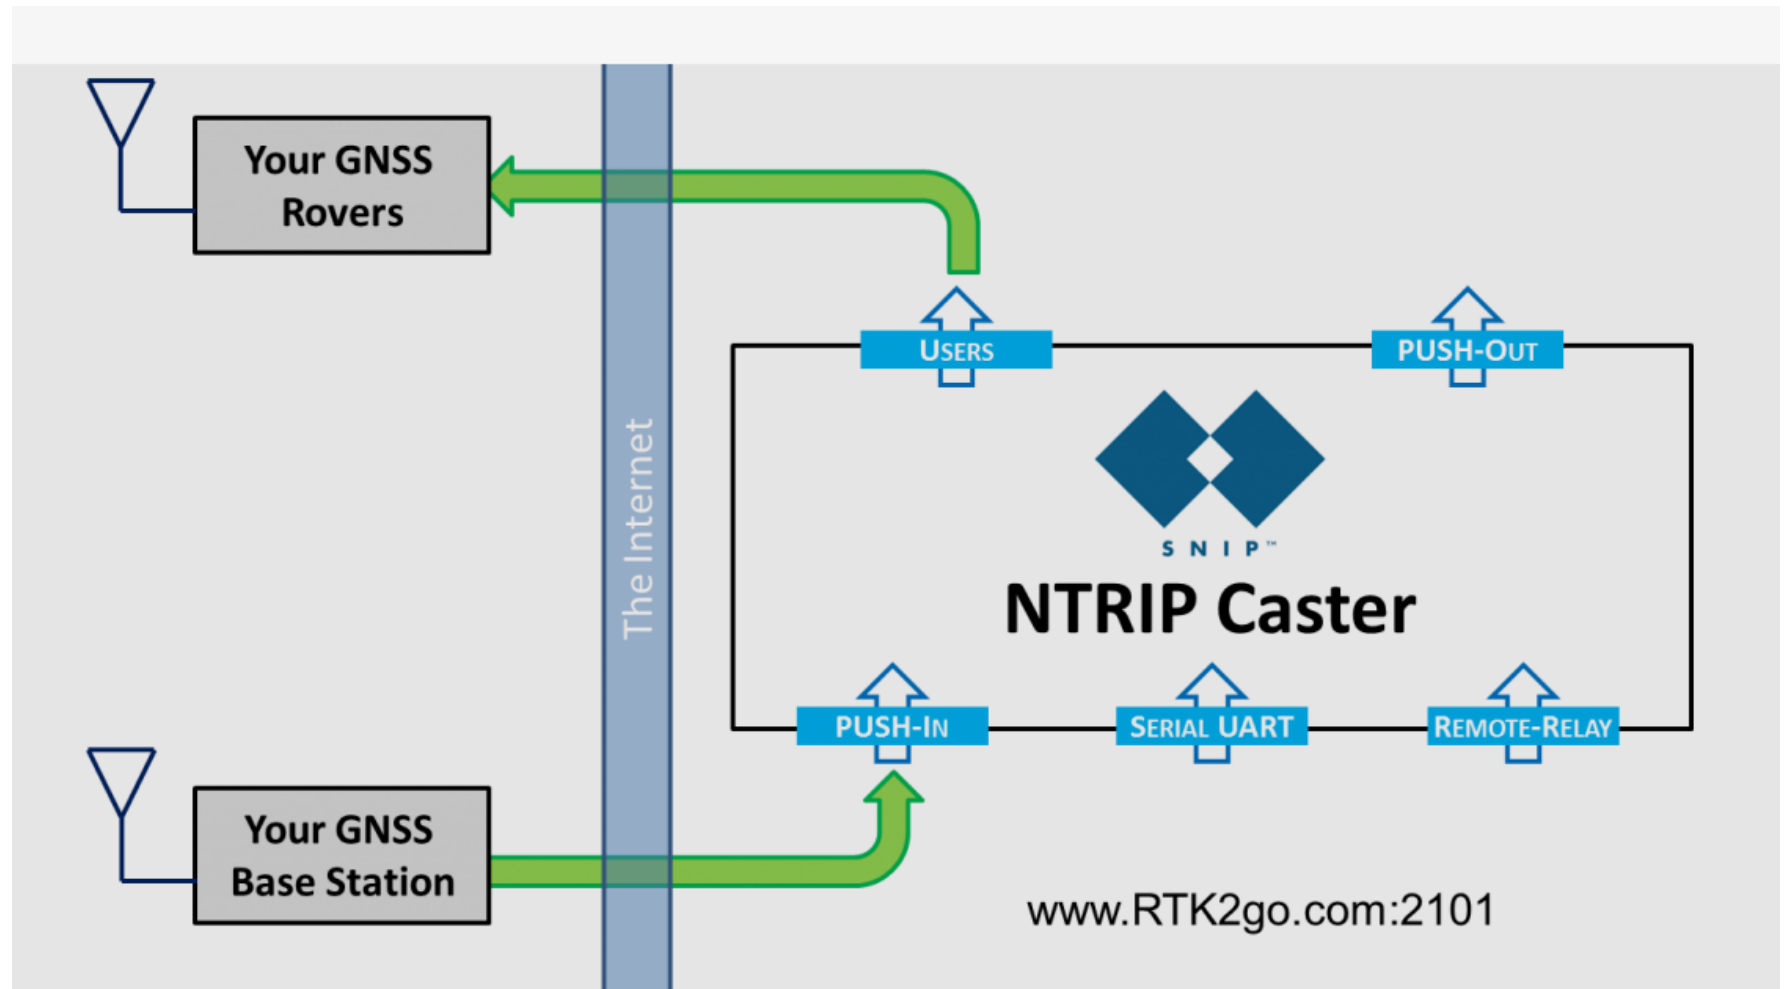 Your GNSS
Rovers
USERS
PUSH-OUT
The Internet
SNIP™
NTRIP Caster
PUSH-IN
SERIAL UART
REMOTE-RELAY
Your GNSS
Base Station
www.RTK2go.com:2101